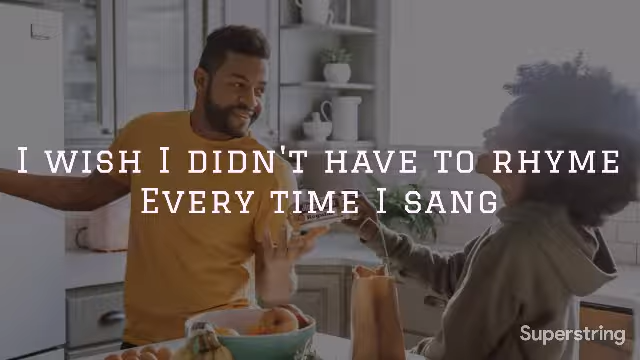 I WISH I DIDN'T HAVE TO RHYME
EVERY TIME I SANG
Superstring